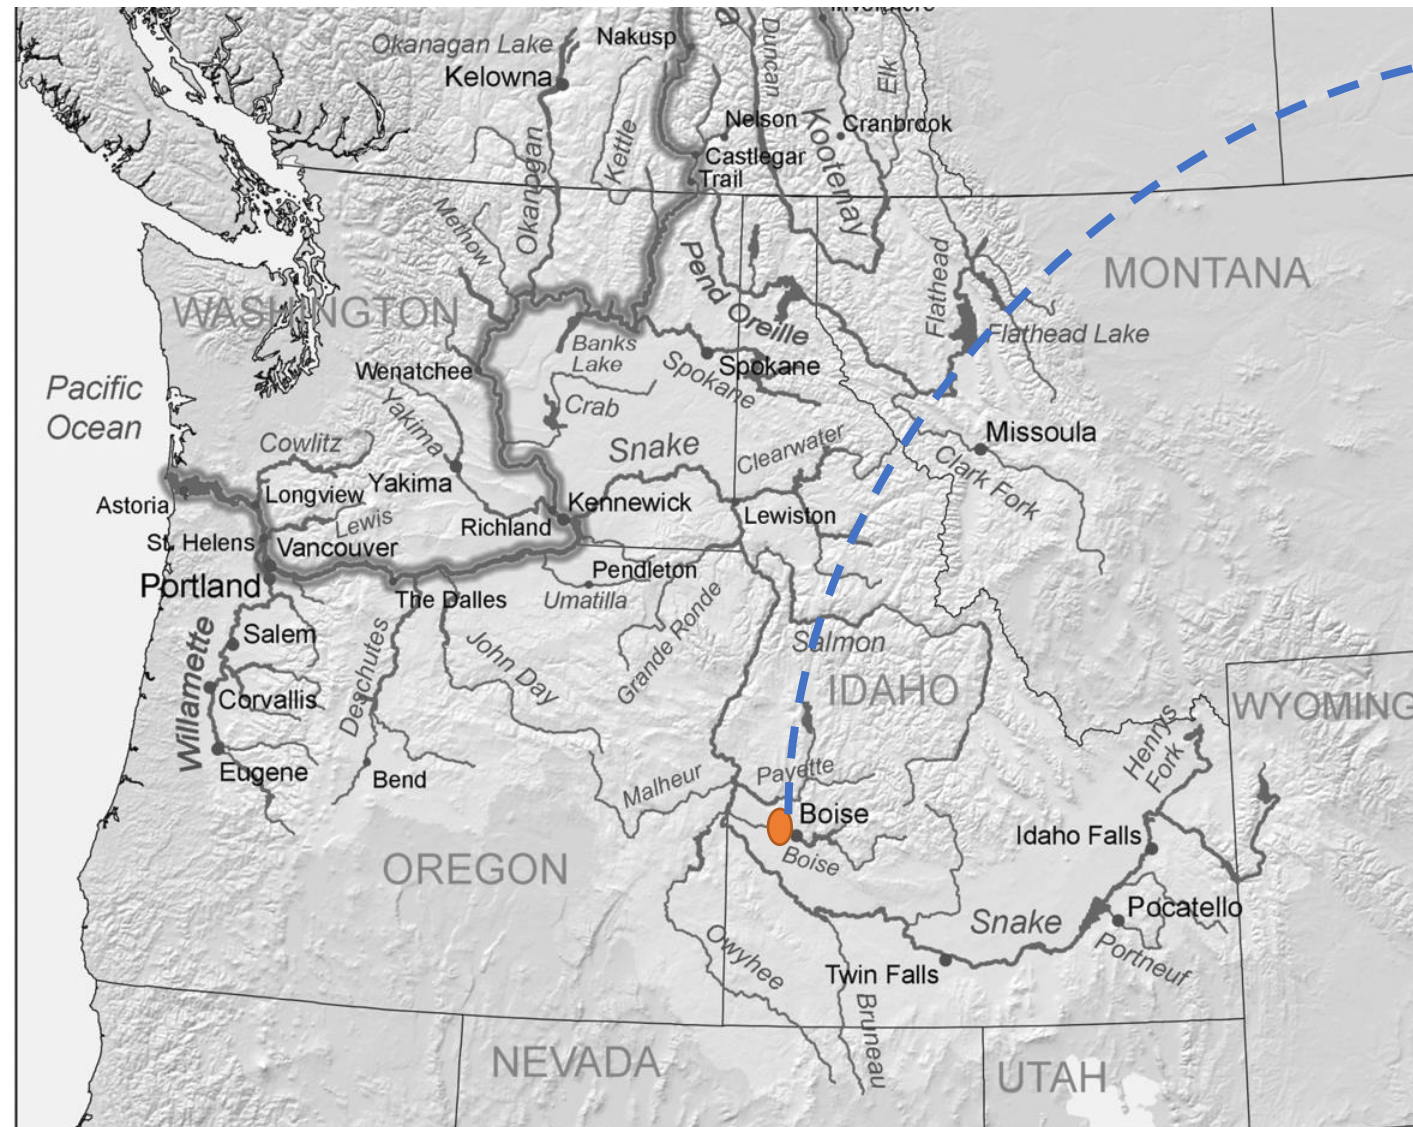 Okanagan Lake
Nakusp
Kelowna
Duncan
Elk
Nelson
Cranbrook
Kootenay
Castlegar
Trail
Kettle
Okanogan
Methow
Pend Oreille
Flathead
MONTANA
WASHINGTON
Flathead Lake
Banks
Lake
Spokane
Spokane
Wenatchee
Pacific
Ocean
Crab
Yakima
Missoula
Cowlitz
Snake
Clearwater
Clark Fork
Yakima
Longview
Astoria
Kennewick
Lewiston
Lewis
Richland
St. Helens
Vancouver
Pendleton
Portland
The Dalles
Umatilla
Grande Ronde
Salem
Salmon
John Day
Deschutes
Willamette
IDAHO
Corvallis
WYOMING
Henrys
Fork
Eugene
Bend
Malheur
Payette
Boise
Idaho Falls
Boise
OREGON
Pocatello
Snake
Portneuf
Owyhee
Twin Falls
Bruneau
NEVADA
UTAH